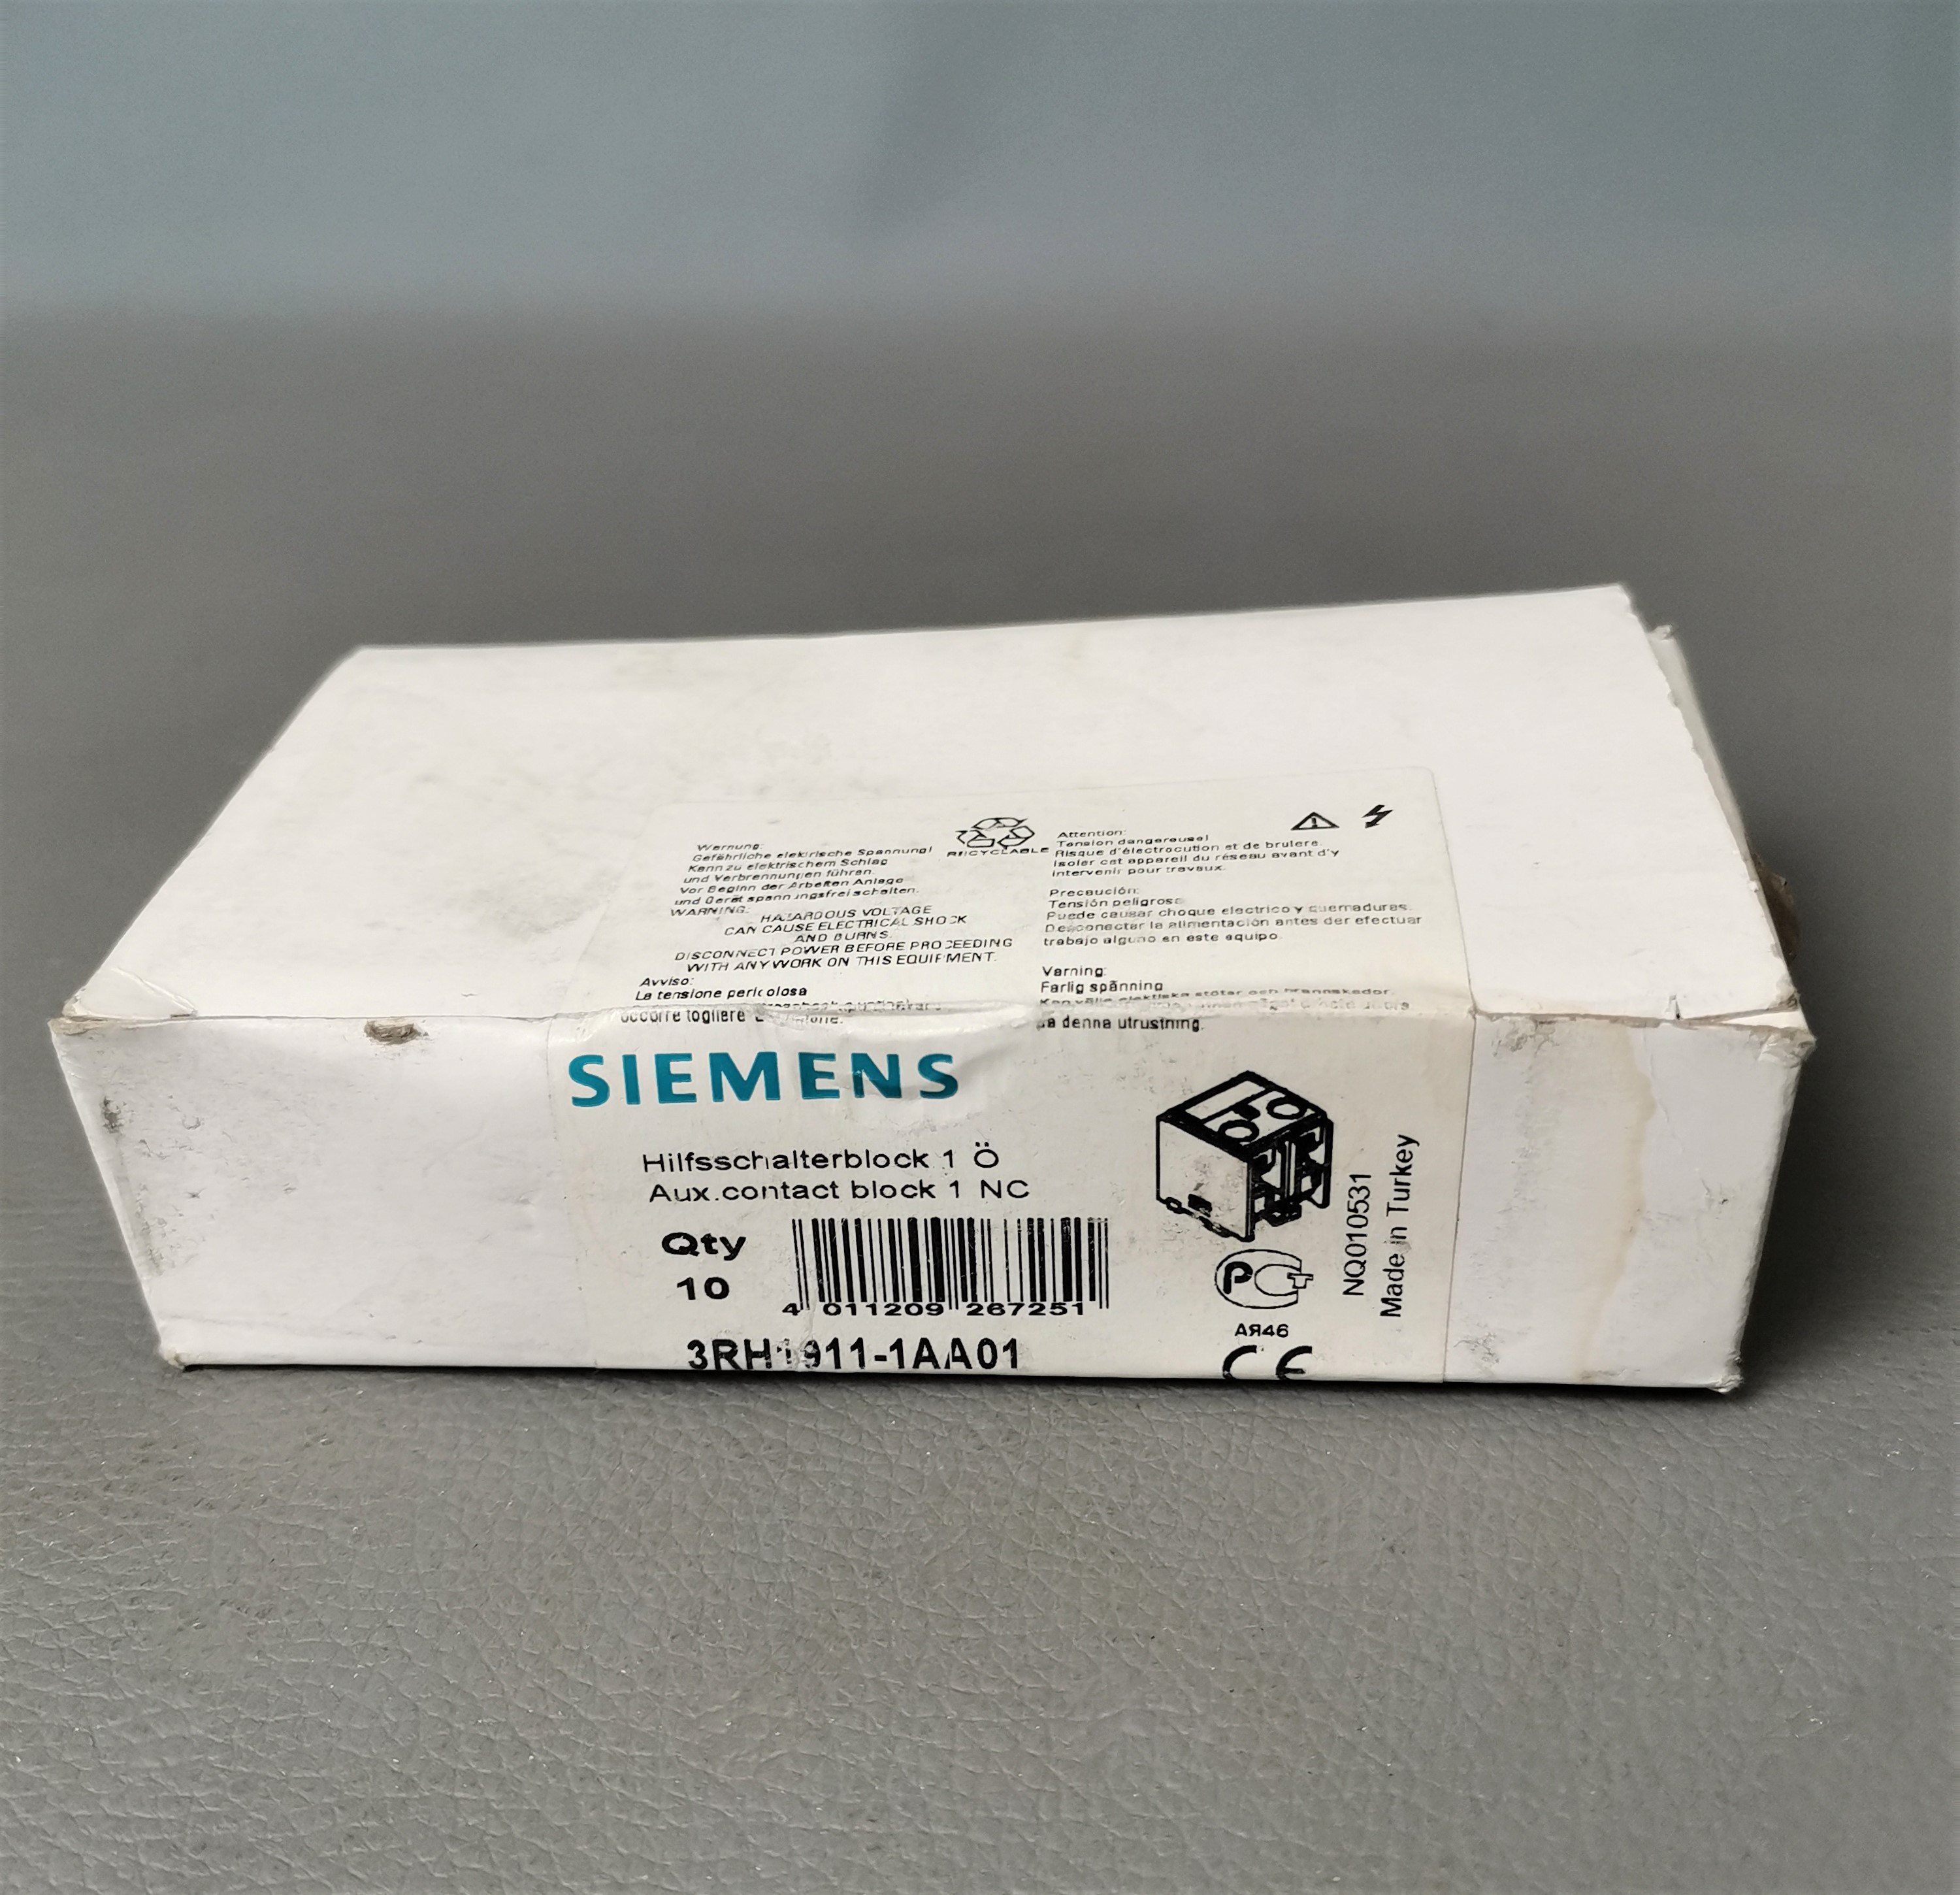 Warnung:
Gefährliche elektrische Spannung!
Kann zu elektrischem Schlag
und Verbrennungen führen.
Vor Beginn der Arbeiten Anlage
und Gerät spannungsfrei schalten.
WARNING:
HAZARDOUS VOLTAGE
CAN CAUSE ELECTRICAL SHOCK
AND BURNS.
DISCONNECT POWER BEFORE PROCEEDING
WITH ANY WORK ON THIS EQUIPMENT.
Avviso:
La tensione pericolosa
occorre togliere
RECYCLABLE
Attention:
Tension dangereuse!
Risque d'électrocution et de brulere.
Isoler cet appareil du réseau avant d'y
intervenir pour travaux.
Precaución:
Tensión peligrosa
Puede causar choque electrico y quemaduras.
Desconectar la alimentación antes der efectuar
trabajo alguno en este equipo.
Varning:
Farlig spänning
denna utrustning.
SIEMENS
Hilfsschalterblock 1 Ö
Aux.contact block 1 NC
Qty
10
4 011209 267251
3RH1911-1AA01
АЯ46
CE
NQ010531
Made in Turkey